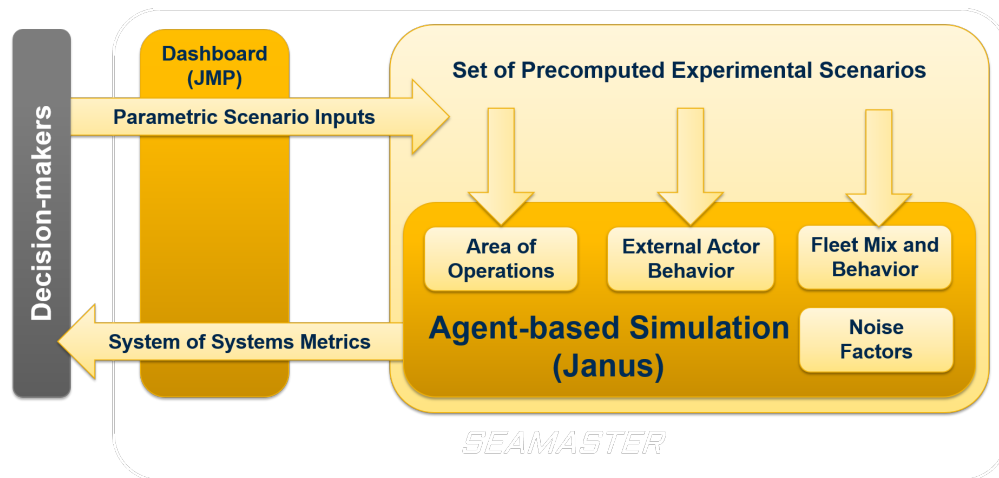 Decision-makers
Dashboard
(JMP)
Parametric Scenario Inputs
Set of Precomputed Experimental Scenarios
Area of
Operations
External Actor
Behavior
Fleet Mix and
Behavior
Agent-based Simulation
(Janus)
Noise
Factors
System of Systems Metrics
SEAMASTER